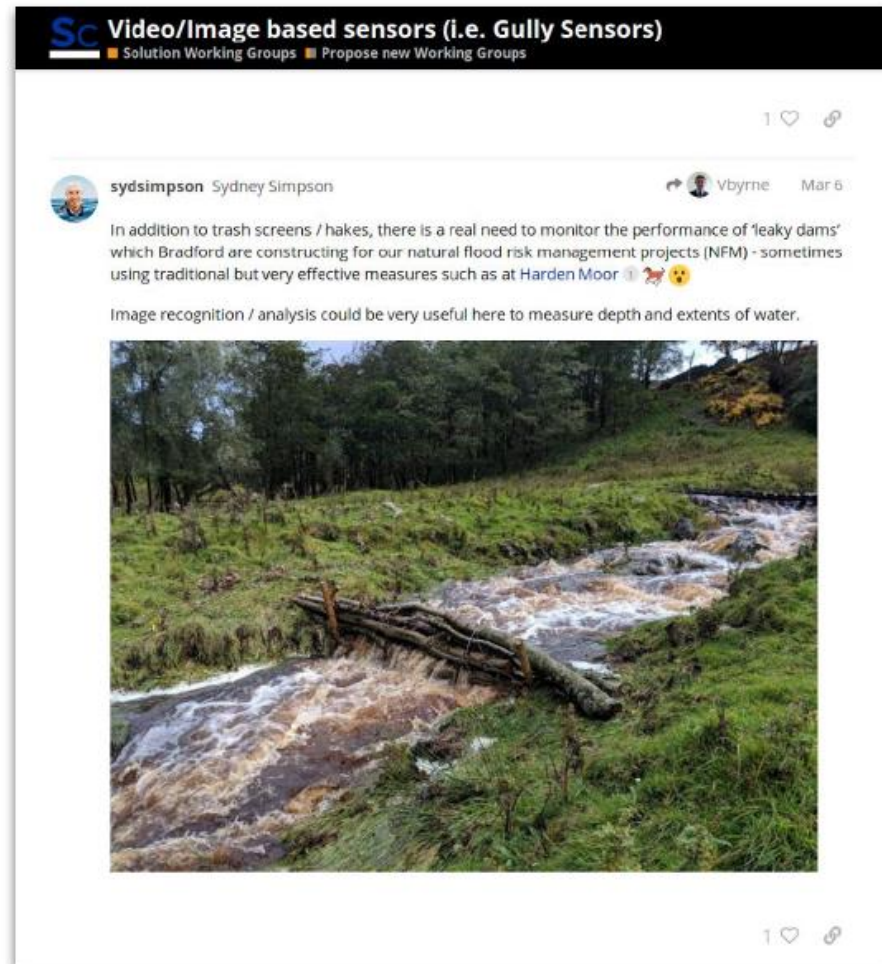 Sc Video/Image based sensors (i.e. Gully Sensors)
Solution Working Groups Propose new Working Groups
1
sydsimpson Sydney Simpson Vbyrne Mar 6
In addition to trash screens / hakes, there is a real need to monitor the performance of 'leaky dams'
which Bradford are constructing for our natural flood risk management projects (NFM) - sometimes
using traditional but very effective measures such as at Harden Moor 1
Image recognition / analysis could be very useful here to measure depth and extents of water.
1